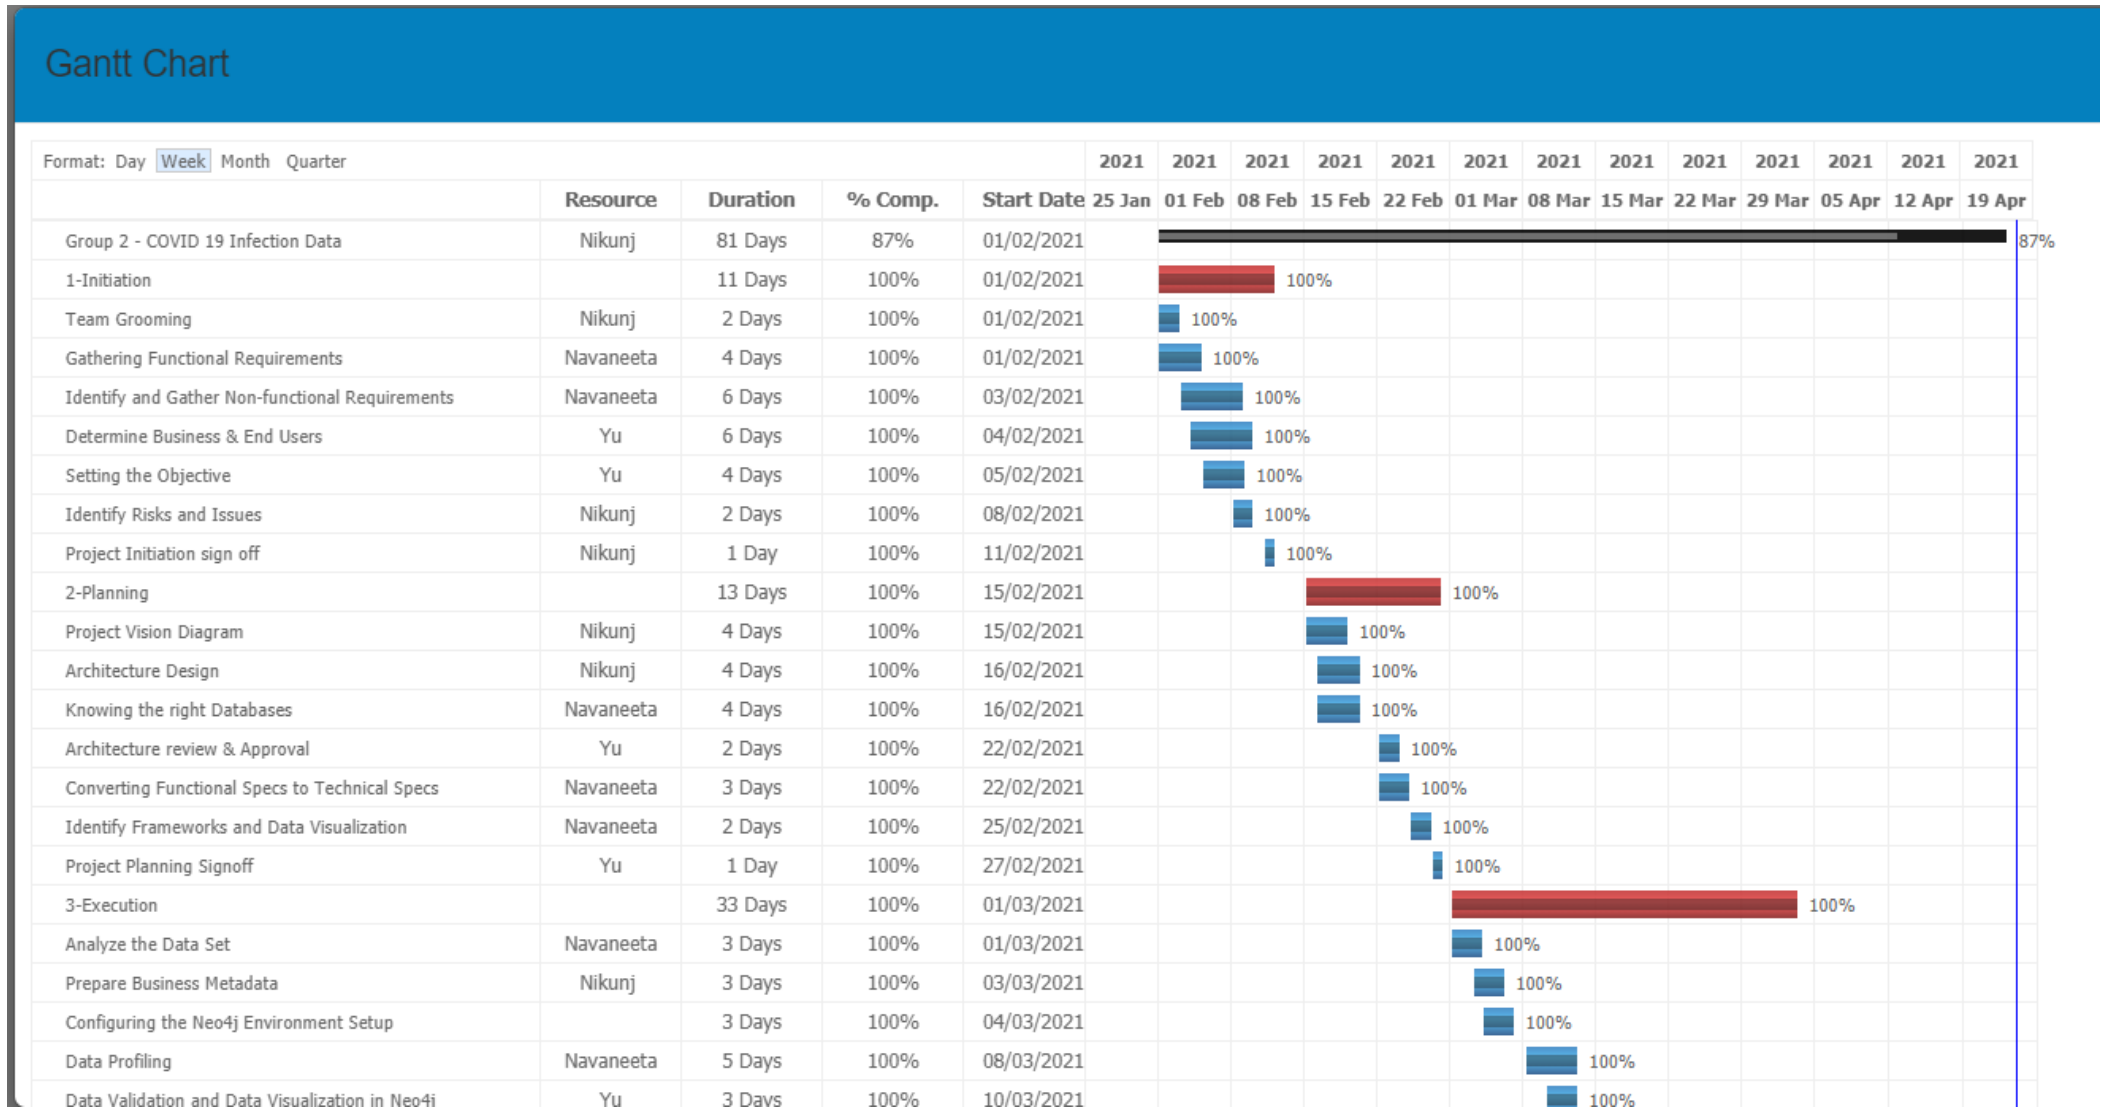 Gantt Chart
Format: Day Week Month Quarter 2021 2021 2021 2021 2021 2021 2021 2021 2021 2021 2021 2021 2021
Resource Duration % Comp. Start Date 25 Jan 01 Feb 08 Feb 15 Feb 22 Feb 01 Mar 08 Mar 15 Mar 22 Mar 29 Mar 05 Apr 12 Apr 19 Apr
Group 2 - COVID 19 Infection Data Nikunj 81 Days 87% 01/02/2021 87%
1-Initiation 11 Days 100% 01/02/2021 100%
Team Grooming Nikunj 2 Days 100% 01/02/2021 100%
Gathering Functional Requirements Navaneeta 4 Days 100% 01/02/2021 100%
Identify and Gather Non-functional Requirements Navaneeta 6 Days 100% 03/02/2021 100%
Determine Business & End Users Yu 6 Days 100% 04/02/2021 100%
Setting the Objective Yu 4 Days 100% 05/02/2021 100%
Identify Risks and Issues Nikunj 2 Days 100% 08/02/2021 100%
Project Initiation sign off Nikunj 1 Day 100% 11/02/2021 100%
2-Planning 13 Days 100% 15/02/2021 100%
Project Vision Diagram Nikunj 4 Days 100% 15/02/2021 100%
Architecture Design Nikunj 4 Days 100% 16/02/2021 100%
Knowing the right Databases Navaneeta 4 Days 100% 16/02/2021 100%
Architecture review & Approval Yu 2 Days 100% 22/02/2021 100%
Converting Functional Specs to Technical Specs Navaneeta 3 Days 100% 22/02/2021 100%
Identify Frameworks and Data Visualization Navaneeta 2 Days 100% 25/02/2021 100%
Project Planning Signoff Yu 1 Day 100% 27/02/2021 100%
3-Execution 33 Days 100% 01/03/2021 100%
Analyze the Data Set Navaneeta 3 Days 100% 01/03/2021 100%
Prepare Business Metadata Nikunj 3 Days 100% 03/03/2021 100%
Configuring the Neo4j Environment Setup 3 Days 100% 04/03/2021 100%
Data Profiling Navaneeta 5 Days 100% 08/03/2021 100%
Data Validation and Data Visualization in Neo4j Yu 3 Days 100% 10/03/2021 100%